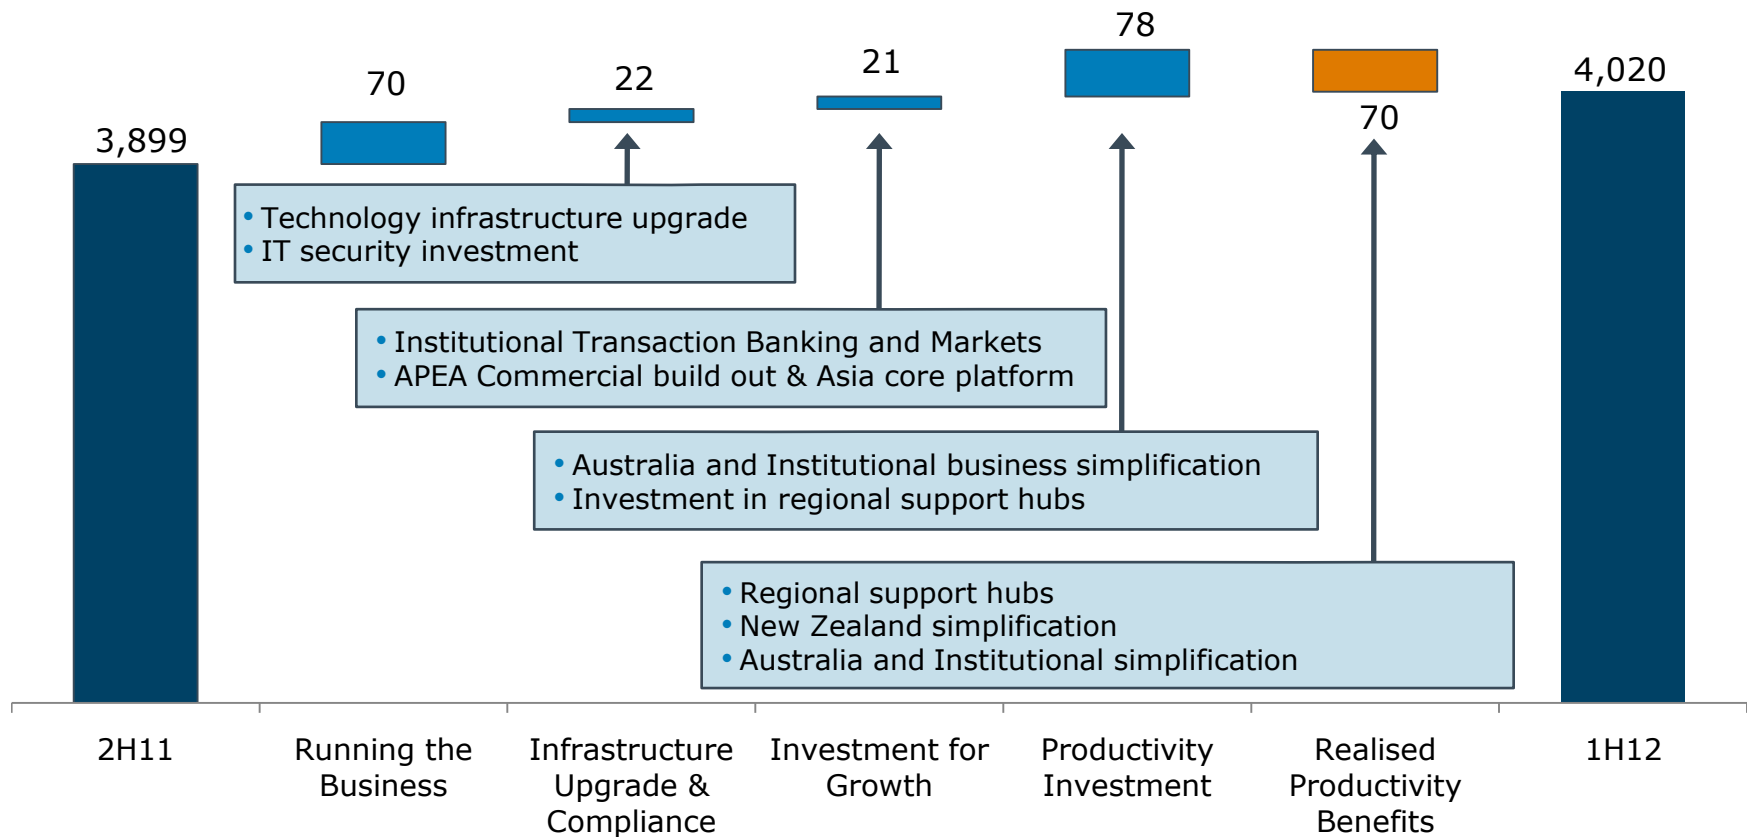 78
70
22
21
4,020
3,899
70
• Technology infrastructure upgrade
• IT security investment
• Institutional Transaction Banking and Markets
• APEA Commercial build out & Asia core platform
• Australia and Institutional business simplification
• Investment in regional support hubs
• Regional support hubs
• New Zealand simplification
• Australia and Institutional simplification
2H11
Running the
Business
Infrastructure
Upgrade &
Compliance
Investment for
Growth
Productivity
Investment
Realised
Productivity
Benefits
1H12